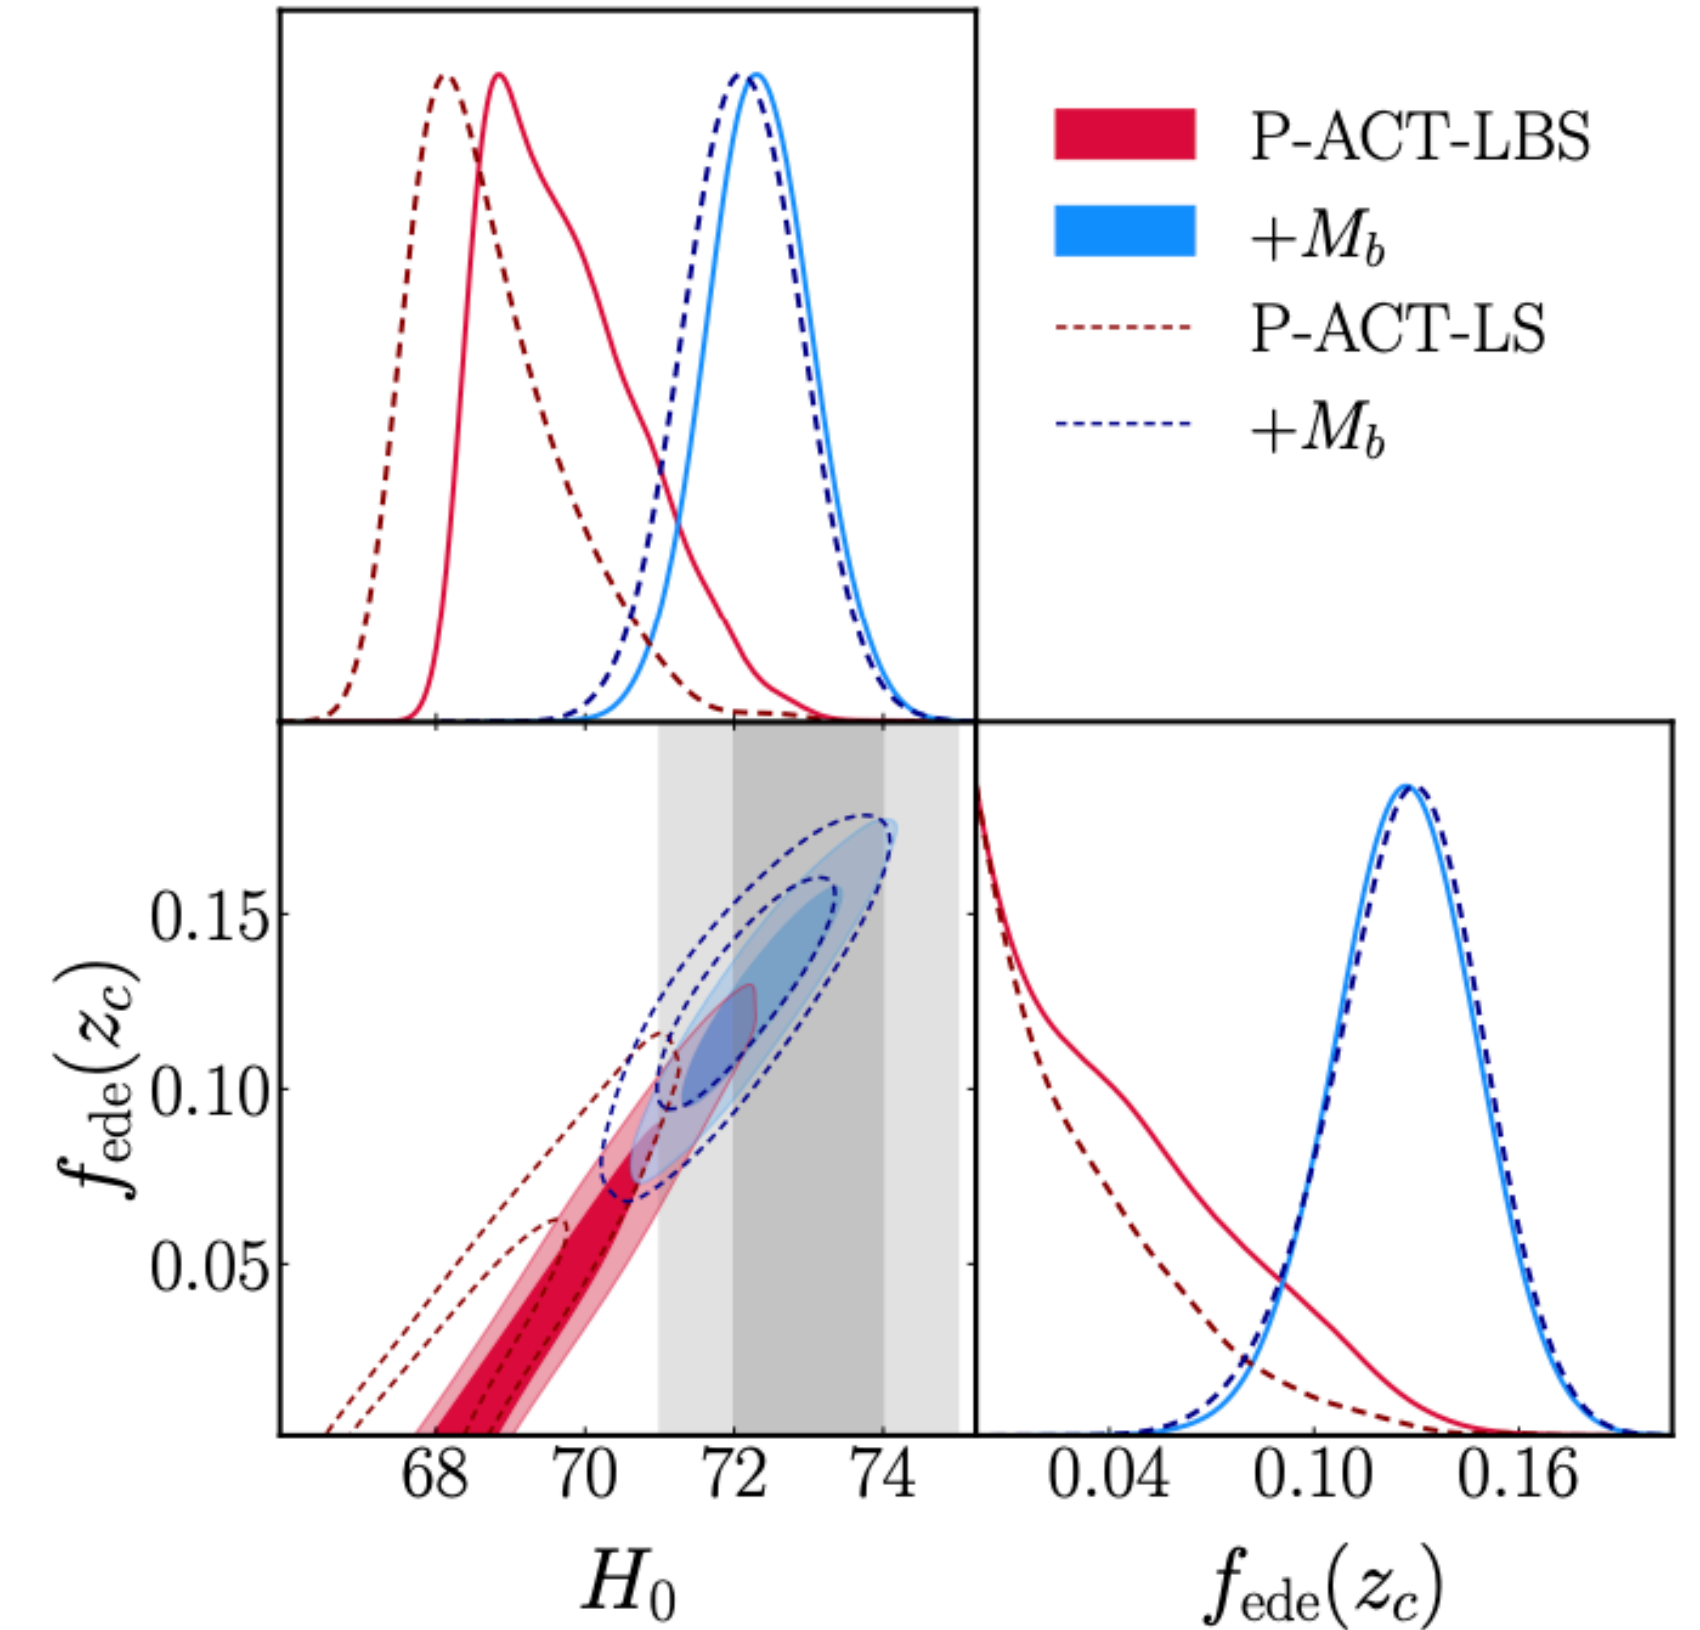 P-ACT-LBS
+M_b
P-ACT-LS
+M_b
0.15
0.10
0.05
f_ede(z_c)
68 70 72 74
0.04 0.10 0.16
H_0
f_ede(z_c)